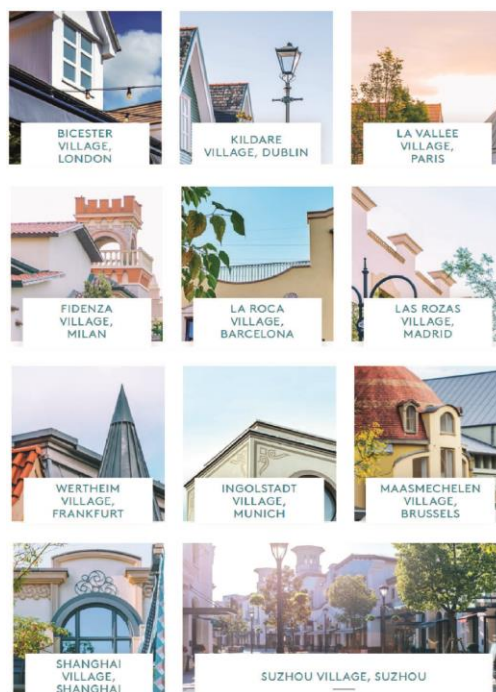 BICESTER
VILLAGE,
LONDON
KILDARE
VILLAGE, DUBLIN
LA VALLÉE
VILLAGE,
PARIS
FIDENZA
VILLAGE,
MILAN
LA ROCA
VILLAGE,
BARCELONA
LAS ROZAS
VILLAGE,
MADRID
WERTHEIM
VILLAGE,
FRANKFURT
INGOLSTADT
VILLAGE,
MUNICH
MAASMECHELEN
VILLAGE,
BRUSSELS
SHANGHAI
VILLAGE,
SHANGHAI
SUZHOU VILLAGE, SUZHOU